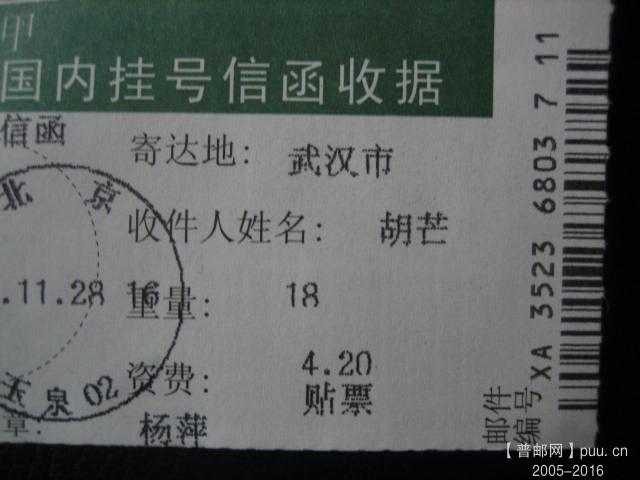 甲
国内挂号信函收据
信函
寄达地: 武汉市
北京
收件人姓名: 胡芒
.11.28 16
重量: 18
资费: 4.20
贴票
玉泉02
章: 杨萍
邮件
编号 XA 3523 6803 7 11
【普邮网】puu.cn
2005-2016